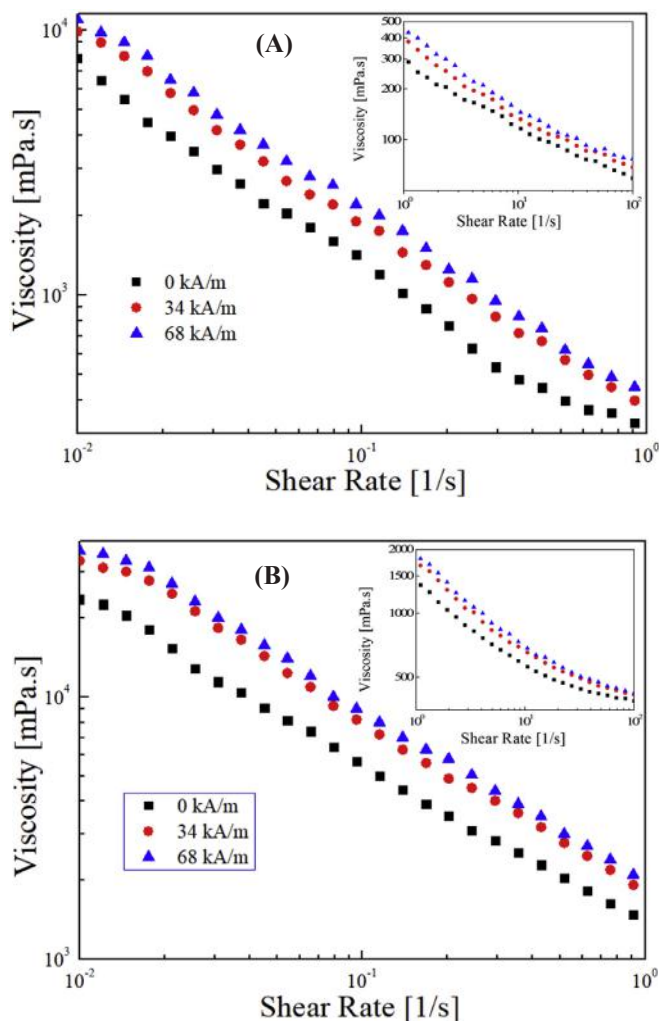 (A)
Viscosity [mPa.s]
10⁴
10³
10⁻²
10⁻¹
10⁰
Shear Rate [1/s]
0 kA/m
34 kA/m
68 kA/m
Viscosity [mPa.s]
500
400
300
200
100
10⁰
10¹
10²
Shear Rate [1/s]
(B)
Viscosity [mPa.s]
10⁴
10³
10⁻²
10⁻¹
10⁰
Shear Rate [1/s]
0 kA/m
34 kA/m
68 kA/m
Viscosity [mPa.s]
2000
1500
1000
500
10⁰
10¹
10²
Shear Rate [1/s]